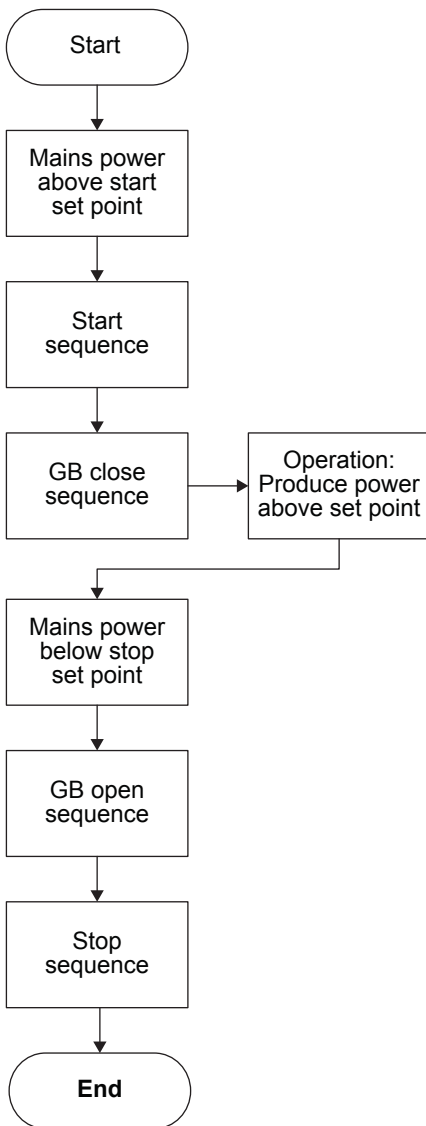 Start
Mains power
above start
set point
Start
sequence
GB close
sequence
Operation:
Produce power
above set point
Mains power
below stop
set point
GB open
sequence
Stop
sequence
End